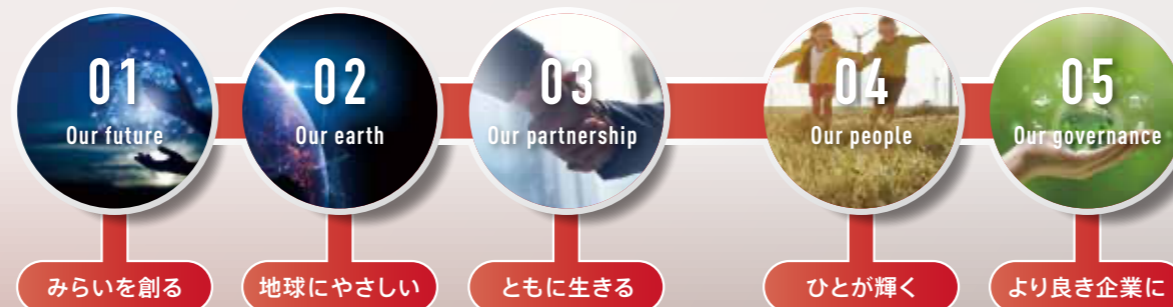 01
Our future
みらいを創る
02
Our earth
地球にやさしい
03
Our partnership
ともに生きる
04
Our people
ひとが輝く
05
Our governance
より良き企業に